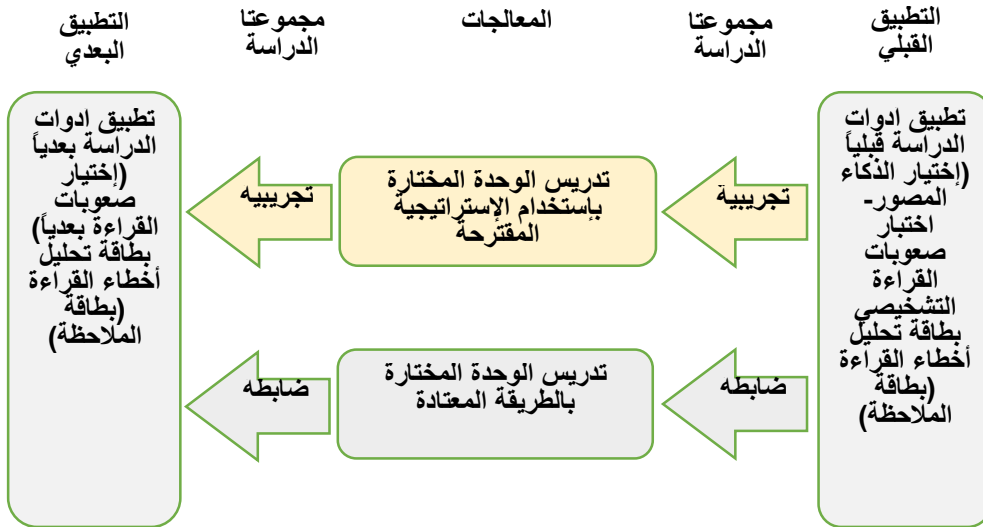 التطبيق
القبلي
مجموعتا
الدراسة
المعالجات
مجموعتا
الدراسة
التطبيق
البعدي
تطبيق ادوات
الدراسة قبلياً
(إختيار الذكاء
المصور-
اختبار
صعوبات
القراءة
التشخيصي
بطاقة تحليل
أخطاء القراءة
(بطاقة
الملاحظة)
تجريبية
تدريس الوحدة المختارة
بإستخدام الإستراتيجية
المقترحة
تجريبيه
ضابطه
تدريس الوحدة المختارة
بالطريقة المعتادة
ضابطه
تطبيق ادوات
الدراسة بعدياً
(إختيار
صعوبات
القراءة بعدياً)
بطاقة تحليل
أخطاء القراءة
(بطاقة
الملاحظة)